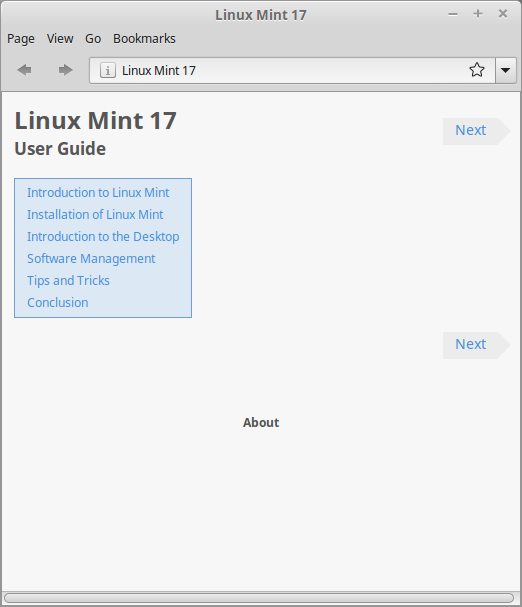 Linux Mint 17
Page View Go Bookmarks
Linux Mint 17
Linux Mint 17
Next
User Guide
Introduction to Linux Mint
Installation of Linux Mint
Introduction to the Desktop
Software Management
Tips and Tricks
Conclusion
Next
About